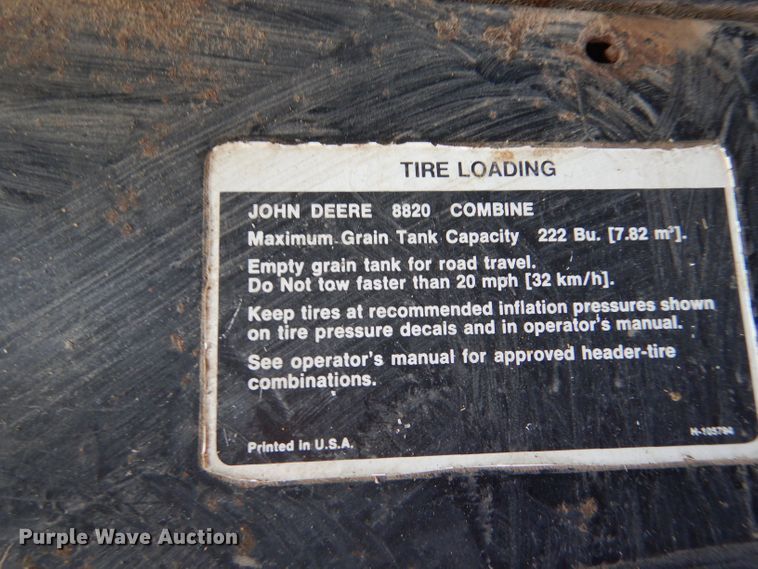 TIRE LOADING
JOHN DEERE 8820 COMBINE
Maximum Grain Tank Capacity 222 Bu. [7.82 m³].
Empty grain tank for road travel.
Do Not tow faster than 20 mph [32 km/h].
Keep tires at recommended inflation pressures shown
on tire pressure decals and in operator's manual.
See operator's manual for approved header-tire
combinations.
Printed in U.S.A. H-105794
Purple Wave Auction